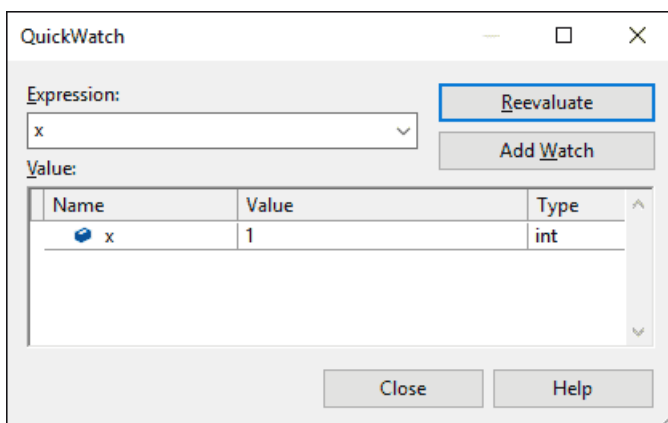 QuickWatch
Expression:
Reevaluate
x
Add Watch
Value:
Name Value Type
x 1 int
Close Help